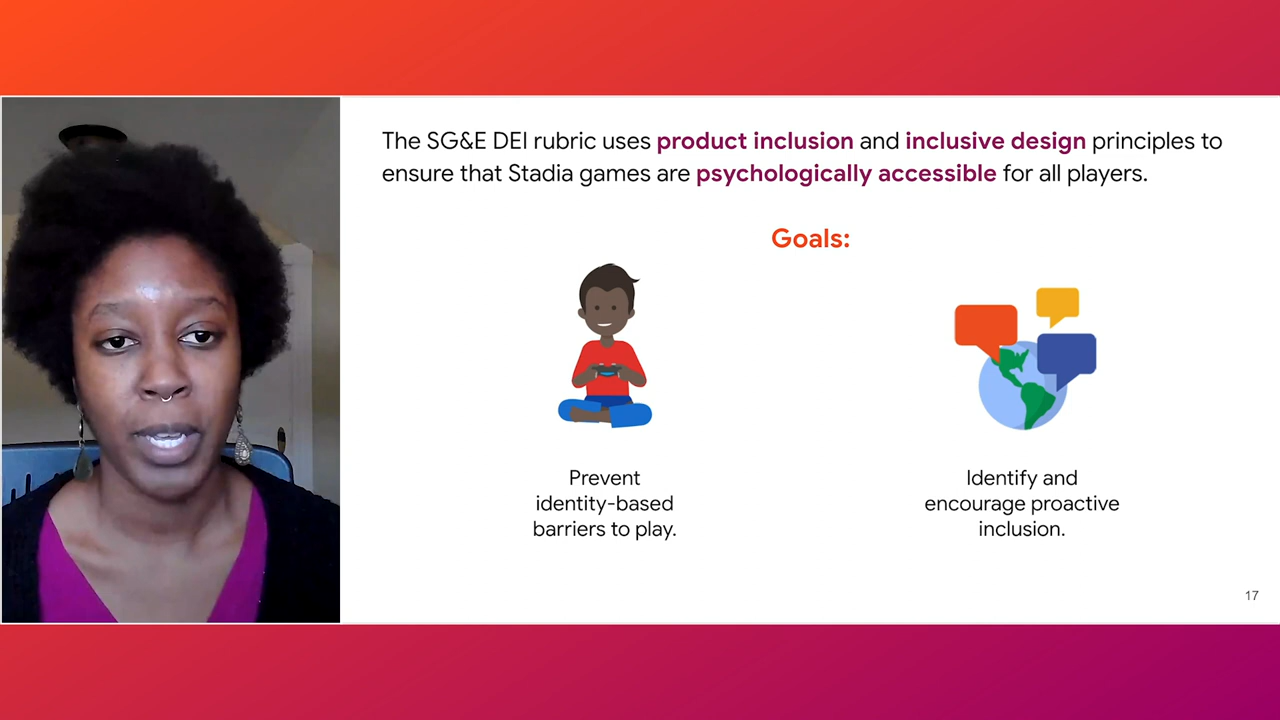 The SG&E DEI rubric uses product inclusion and inclusive design principles to
ensure that Stadia games are psychologically accessible for all players.
Goals:
Prevent
identity-based
barriers to play.
Identify and
encourage proactive
inclusion.
17